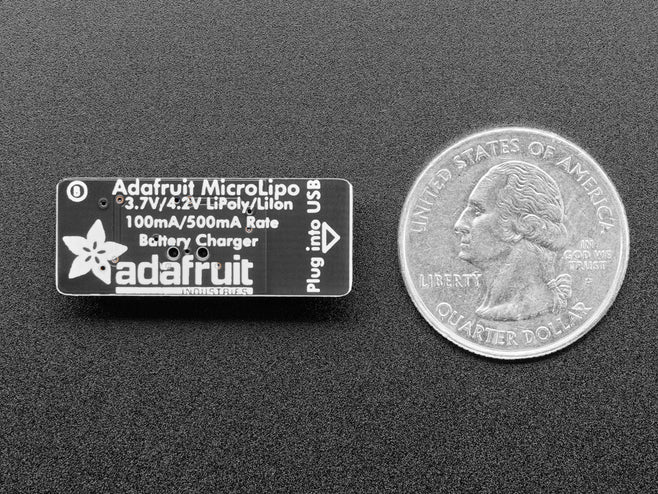 Adafruit MicroLipo
3.7V/4.2V LiPoly/LiIon
100mA/500mA Rate
Battery Charger
adafruit
INDUSTRIES
Plug into USB
UNITED STATES OF AMERICA
LIBERTY
IN
GOD WE
TRUST
P
QUARTER DOLLAR